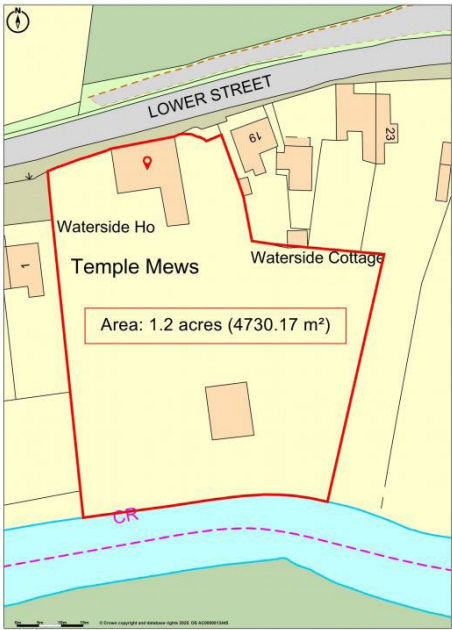 N
LOWER STREET
19
23
Waterside Ho
Waterside Cottage
1
Temple Mews
Area: 1.2 acres (4730.17 m²)
CR
© Crown copyright and database rights 2025. OS AC0000813445